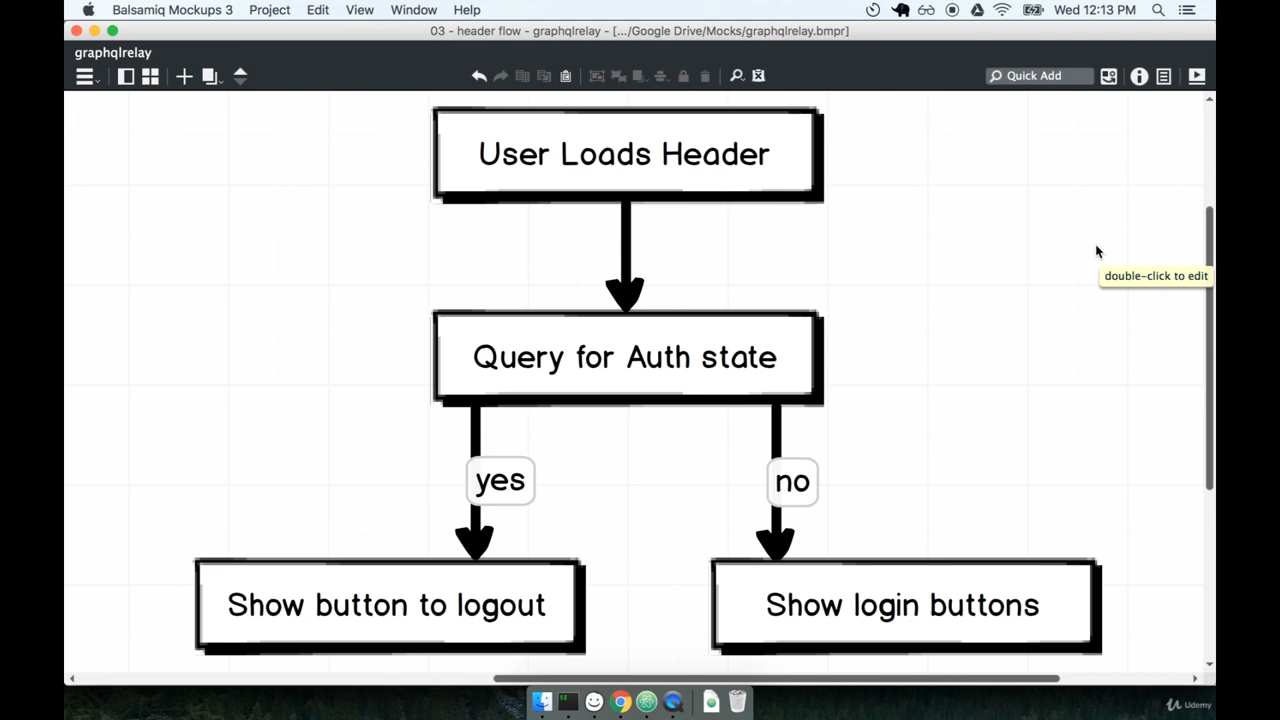 Balsamiq Mockups 3 Project Edit View Window Help Wed 12:13 PM
03 - header flow - graphqlrelay - [.../Google Drive/Mocks/graphqlrelay.bmpr]
graphqlrelay
Quick Add
User Loads Header
double-click to edit
Query for Auth state
yes no
Show button to logout Show login buttons
Udemy